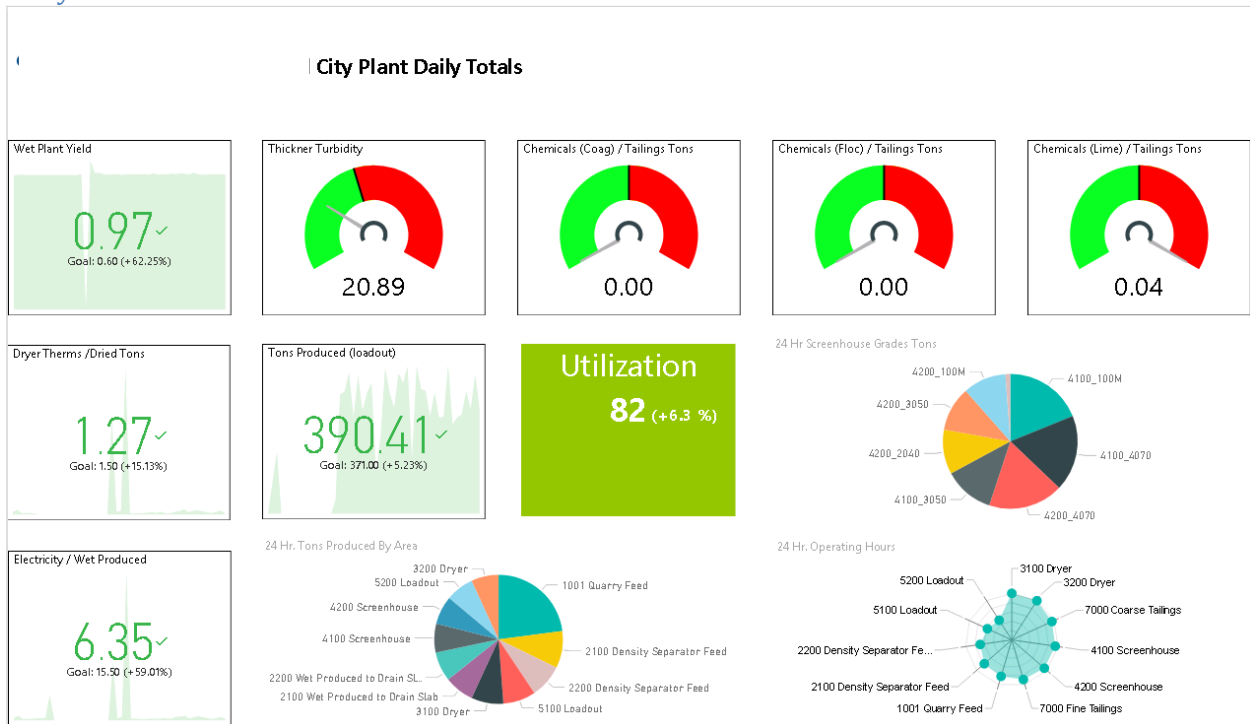 City Plant Daily Totals
Wet Plant Yield
0.97
Goal: 0.60 (+62.25%)
Thickner Turbidity
20.89
Chemicals (Coag) / Tailings Tons
0.00
Chemicals (Floc) / Tailings Tons
0.00
Chemicals (Lime) / Tailings Tons
0.04
Dryer Therms /Dried Tons
1.27
Goal: 1.50 (+15.13%)
Tons Produced (loadout)
390.41
Goal: 371.00 (+5.23%)
Utilization
82 (+6.3 %)
24 Hr Screenhouse Grades Tons
4200_100M
4100_100M
4200_3050
4200_2040
4100_4070
4100_3050
4200_4070
Electricity / Wet Produced
6.35
Goal: 15.50 (+59.01%)
24 Hr. Tons Produced By Area
3200 Dryer
5200 Loadout
1001 Quarry Feed
4200 Screenhouse
4100 Screenhouse
2100 Density Separator Feed
2200 Wet Produced to Drain SL..
2200 Density Separator Feed
2100 Wet Produced to Drain Slab
3100 Dryer
5100 Loadout
24 Hr. Operating Hours
3100 Dryer
5200 Loadout
3200 Dryer
5100 Loadout
7000 Coarse Tailings
2200 Density Separator Fe...
4100 Screenhouse
2100 Density Separator Feed
4200 Screenhouse
1001 Quarry Feed
7000 Fine Tailings